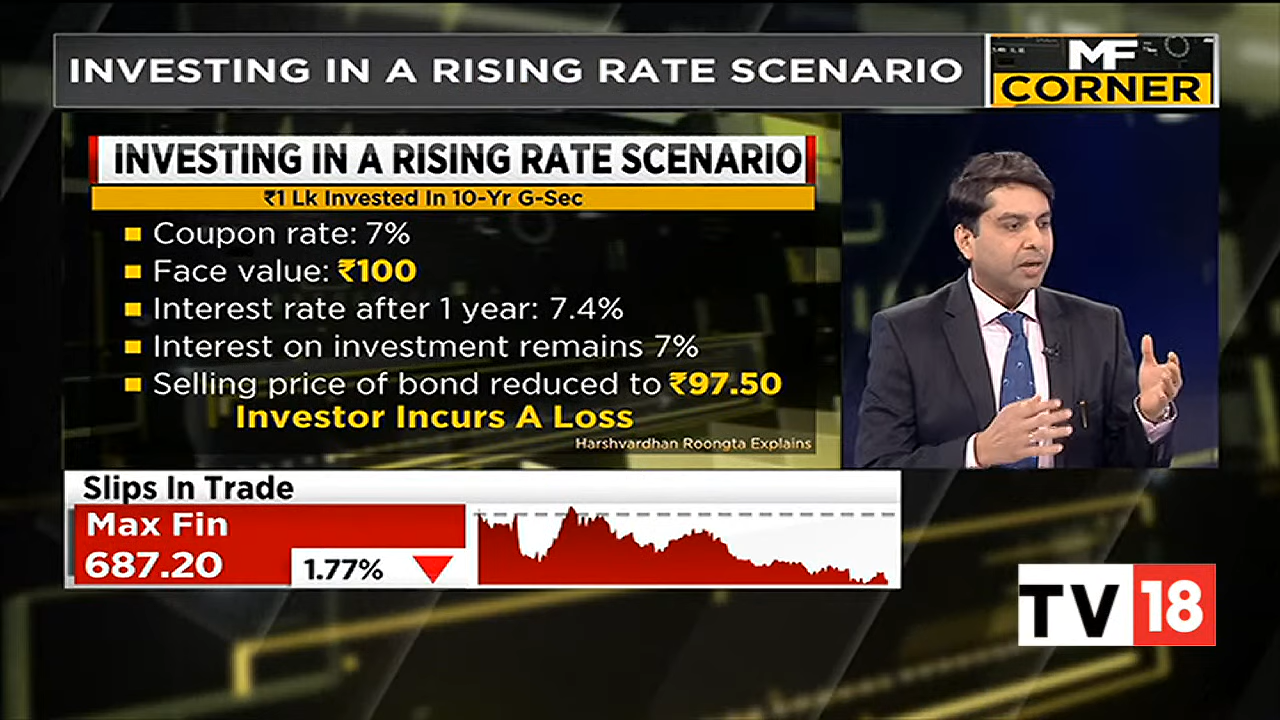 INVESTING IN A RISING RATE SCENARIO
MF
CORNER
INVESTING IN A RISING RATE SCENARIO
₹1 Lk Invested In 10-Yr G-Sec
Coupon rate: 7%
Face value: ₹100
Interest rate after 1 year: 7.4%
Interest on investment remains 7%
Selling price of bond reduced to ₹97.50
Investor Incurs A Loss
Harshvardhan Roongta Explains
Slips In Trade
Max Fin
687.20
1.77%
TV18